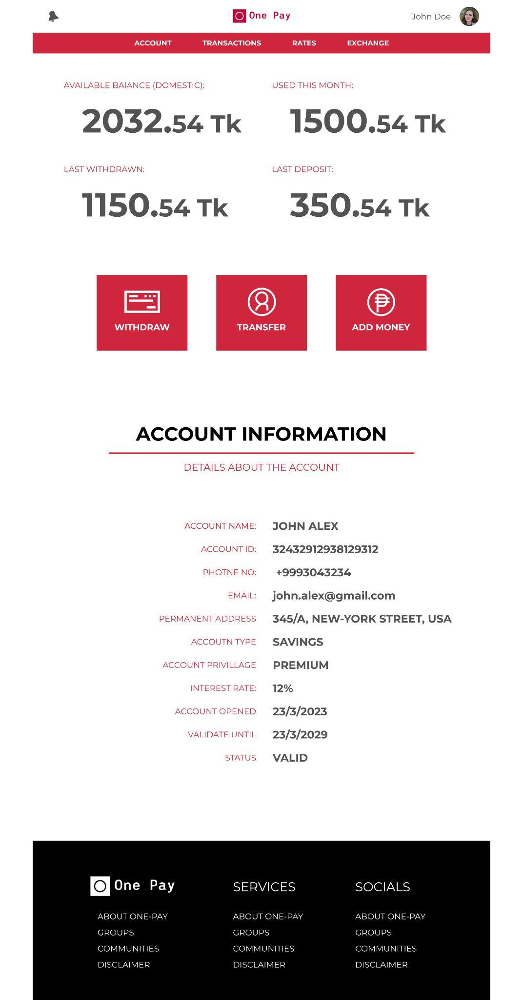 One Pay
John Doe
ACCOUNT TRANSACTIONS RATES EXCHANGE
AVAILABLE BAlANCE (DOMESTIC): USED THIS MONTH:
2032.54 Tk 1500.54 Tk
LAST WITHDRAWN: LAST DEPOSIT:
1150.54 Tk 350.54 Tk
WITHDRAW TRANSFER ADD MONEY
ACCOUNT INFORMATION
DETAILS ABOUT THE ACCOUNT
ACCOUNT NAME: JOHN ALEX
ACCOUNT ID: 32432912938129312
PHOTNE NO: +9993043234
EMAIL: john.alex@gmail.com
PERMANENT ADDRESS 345/A, NEW-YORK STREET, USA
ACCOUTN TYPE SAVINGS
ACCOUNT PRIVILLAGE PREMIUM
INTEREST RATE: 12%
ACCOUNT OPENED 23/3/2023
VALIDATE UNTIL 23/3/2029
STATUS VALID
One Pay SERVICES SOCIALS
ABOUT ONE-PAY ABOUT ONE-PAY ABOUT ONE-PAY
GROUPS GROUPS GROUPS
COMMUNITIES COMMUNITIES COMMUNITIES
DISCLAIMER DISCLAIMER DISCLAIMER